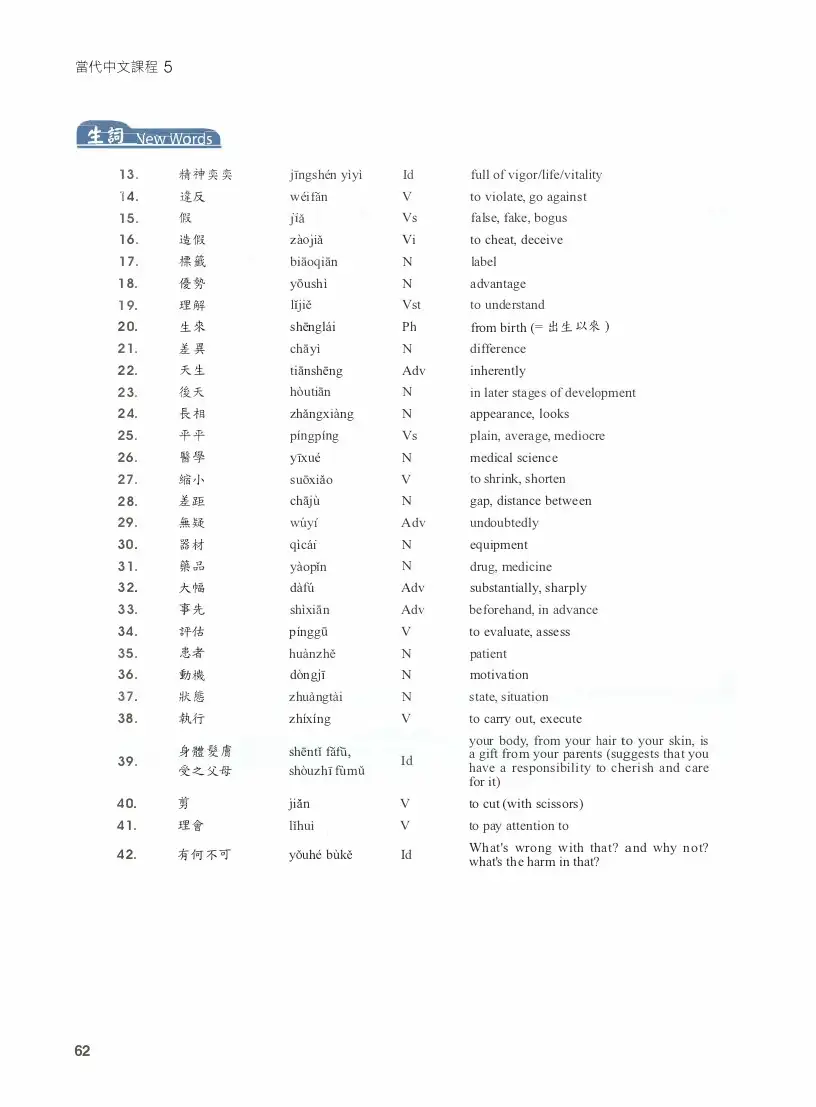 當代中文課程 5
生詞 New Words
13. 精神奕奕 jīngshén yìyì Id full of vigor/life/vitality
14. 違反 wéifǎn V to violate, go against
15. 假 jiǎ Vs false, fake, bogus
16. 造假 zàojiǎ Vi to cheat, deceive
17. 標籤 biāoqiān N label
18. 優勢 yōushì N advantage
19. 理解 lǐjiě Vst to understand
20. 生來 shēnglái Ph from birth (= 出生以來 )
21. 差異 chāyì N difference
22. 天生 tiānshēng Adv inherently
23. 後天 hòutiān N in later stages of development
24. 長相 zhǎngxiàng N appearance, looks
25. 平平 píngpíng Vs plain, average, mediocre
26. 醫學 yīxué N medical science
27. 縮小 suōxiǎo V to shrink, shorten
28. 差距 chājù N gap, distance between
29. 無疑 wúyí Adv undoubtedly
30. 器材 qìcái N equipment
31. 藥品 yàopǐn N drug, medicine
32. 大幅 dàfú Adv substantially, sharply
33. 事先 shìxiān Adv beforehand, in advance
34. 評估 pínggū V to evaluate, assess
35. 患者 huànzhě N patient
36. 動機 dòngjī N motivation
37. 狀態 zhuàngtài N state, situation
38. 執行 zhíxíng V to carry out, execute
39. 身體髮膚 shēntǐ fǎfū, Id your body, from your hair to your skin, is
受之父母 shòuzhī fùmǔ a gift from your parents (suggests that you
have a responsibility to cherish and care
for it)
40. 剪 jiǎn V to cut (with scissors)
41. 理會 lǐhuì V to pay attention to
42. 有何不可 yǒuhé bùkě Id What's wrong with that? and why not?
what's the harm in that?
62